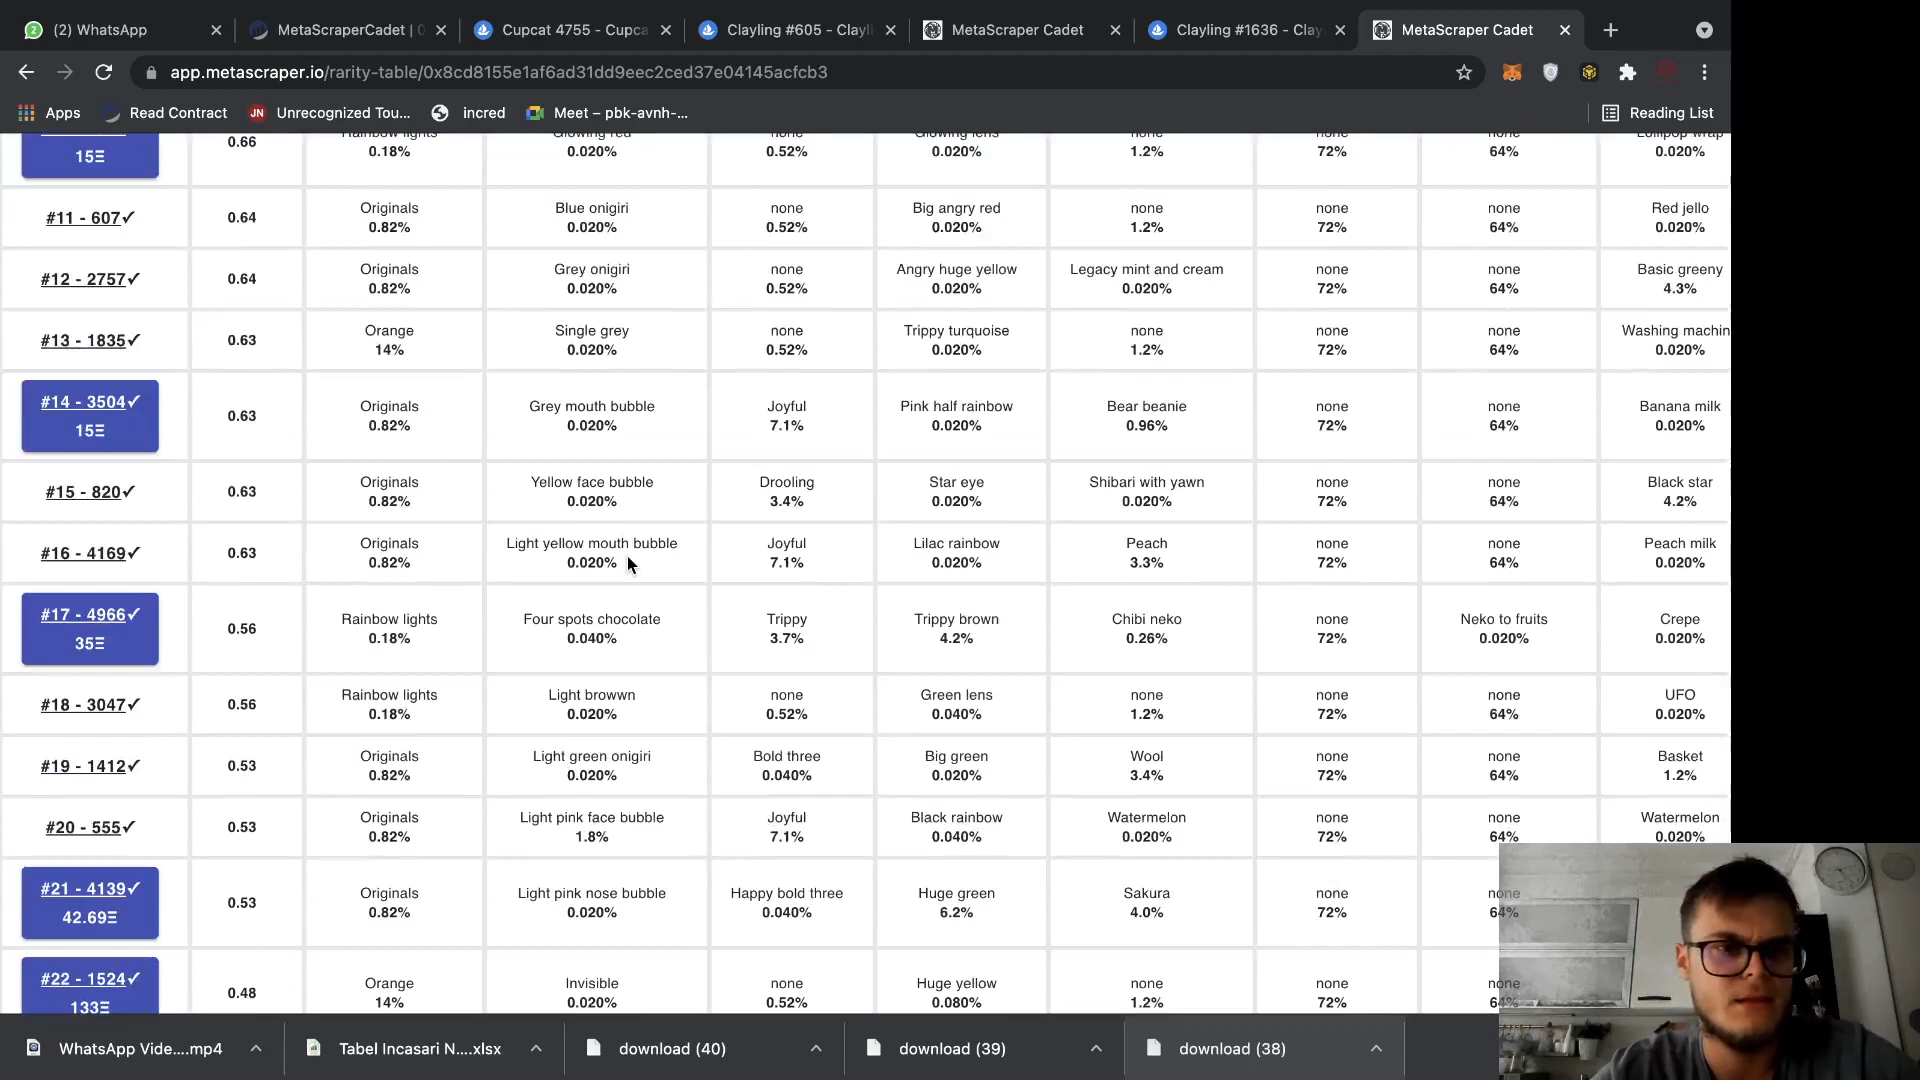 (2) WhatsApp
MetaScraperCadet | 0
Cupcat 4755 - Cupca
Clayling #605 - Clayli
MetaScraper Cadet
Clayling #1636 - Clay
MetaScraper Cadet
app.metascraper.io/rarity-table/0x8cd8155e1af6ad31dd9eec2ced37e04145acfcb3
Apps
Read Contract
JN
Unrecognized Tou...
incred
Meet – pbk-avnh-...
Reading List
15Ξ 0.66 Rainbow lights Glowing red none Glowing lens none none none Lollipop wrap
0.18% 0.020% 0.52% 0.020% 1.2% 72% 64% 0.020%
#11 - 607✓ 0.64 Originals Blue onigiri none Big angry red none none none Red jello
0.82% 0.020% 0.52% 0.020% 1.2% 72% 64% 0.020%
#12 - 2757✓ 0.64 Originals Grey onigiri none Angry huge yellow Legacy mint and cream none none Basic greeny
0.82% 0.020% 0.52% 0.020% 0.020% 72% 64% 4.3%
#13 - 1835✓ 0.63 Orange Single grey none Trippy turquoise none none none Washing machin
14% 0.020% 0.52% 0.020% 1.2% 72% 64% 0.020%
#14 - 3504✓ 15Ξ 0.63 Originals Grey mouth bubble Joyful Pink half rainbow Bear beanie none none Banana milk
0.82% 0.020% 7.1% 0.020% 0.96% 72% 64% 0.020%
#15 - 820✓ 0.63 Originals Yellow face bubble Drooling Star eye Shibari with yawn none none Black star
0.82% 0.020% 3.4% 0.020% 0.020% 72% 64% 4.2%
#16 - 4169✓ 0.63 Originals Light yellow mouth bubble Joyful Lilac rainbow Peach none none Peach milk
0.82% 0.020% 7.1% 0.020% 3.3% 72% 64% 0.020%
#17 - 4966✓ 35Ξ 0.56 Rainbow lights Four spots chocolate Trippy Trippy brown Chibi neko none Neko to fruits Crepe
0.18% 0.040% 3.7% 4.2% 0.26% 72% 0.020% 0.020%
#18 - 3047✓ 0.56 Rainbow lights Light browwn none Green lens none none none UFO
0.18% 0.020% 0.52% 0.040% 1.2% 72% 64% 0.020%
#19 - 1412✓ 0.53 Originals Light green onigiri Bold three Big green Wool none none Basket
0.82% 0.020% 0.040% 0.020% 3.4% 72% 64% 1.2%
#20 - 555✓ 0.53 Originals Light pink face bubble Joyful Black rainbow Watermelon none none Watermelon
0.82% 1.8% 7.1% 0.040% 0.020% 72% 64% 0.020%
#21 - 4139✓ 42.69Ξ 0.53 Originals Light pink nose bubble Happy bold three Huge green Sakura none none
0.82% 0.020% 0.040% 6.2% 4.0% 72% 64%
#22 - 1524✓ 133Ξ 0.48 Orange Invisible none Huge yellow none none none
14% 0.020% 0.52% 0.080% 1.2% 72% 64%
WhatsApp Vide....mp4
Tabel Incasari N....xlsx
download (40)
download (39)
download (38)